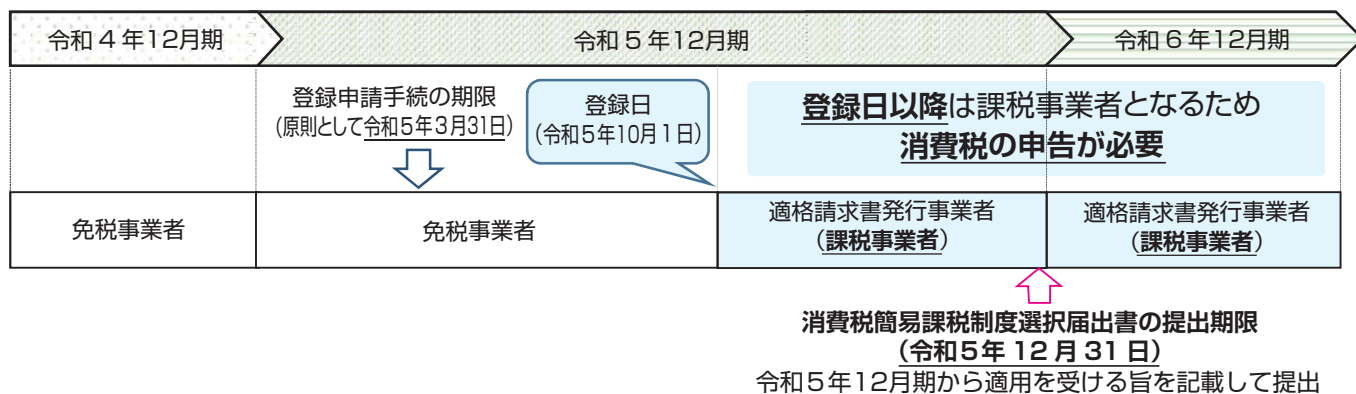 令和4年12月期
令和5年12月期
令和6年12月期
登録申請手続の期限
(原則として令和5年3月31日)
登録日
(令和5年10月1日)
登録日以降は課税事業者となるため
消費税の申告が必要
免税事業者
免税事業者
適格請求書発行事業者
(課税事業者)
適格請求書発行事業者
(課税事業者)
消費税簡易課税制度選択届出書の提出期限
(令和5年12月31日)
令和5年12月期から適用を受ける旨を記載して提出